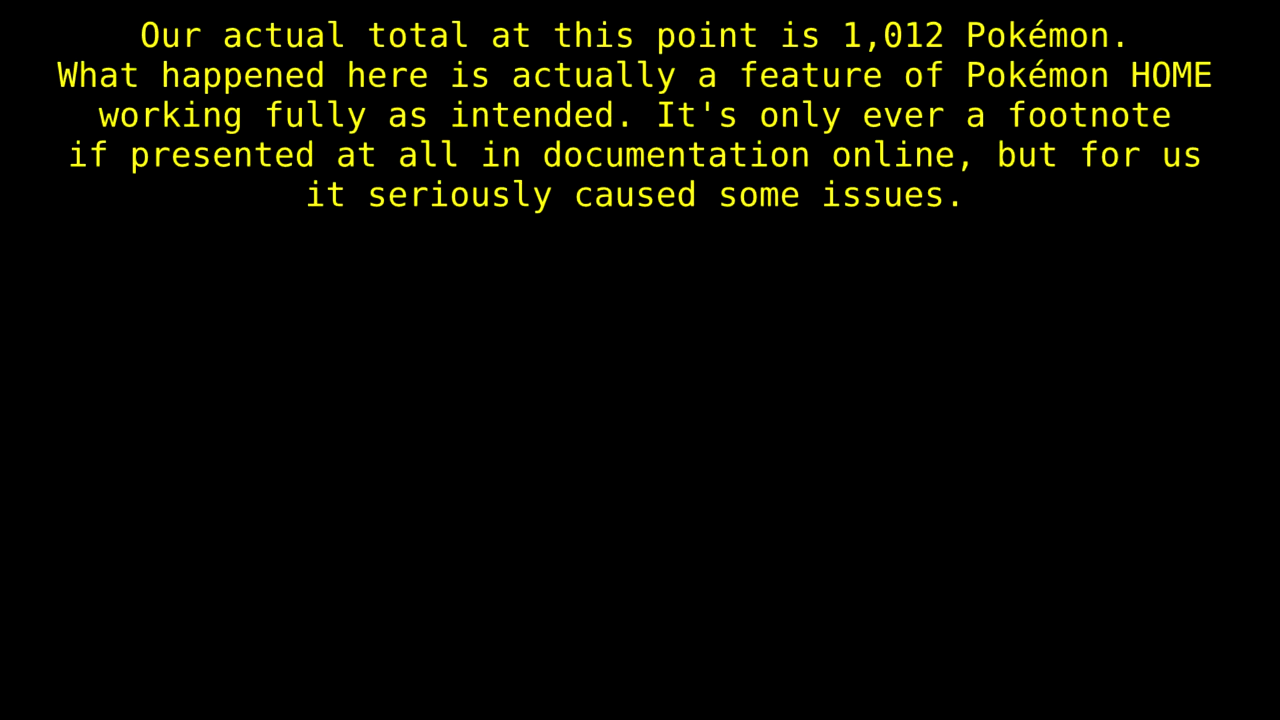 Our actual total at this point is 1,012 Pokémon.
What happened here is actually a feature of Pokémon HOME
working fully as intended. It's only ever a footnote
if presented at all in documentation online, but for us
it seriously caused some issues.